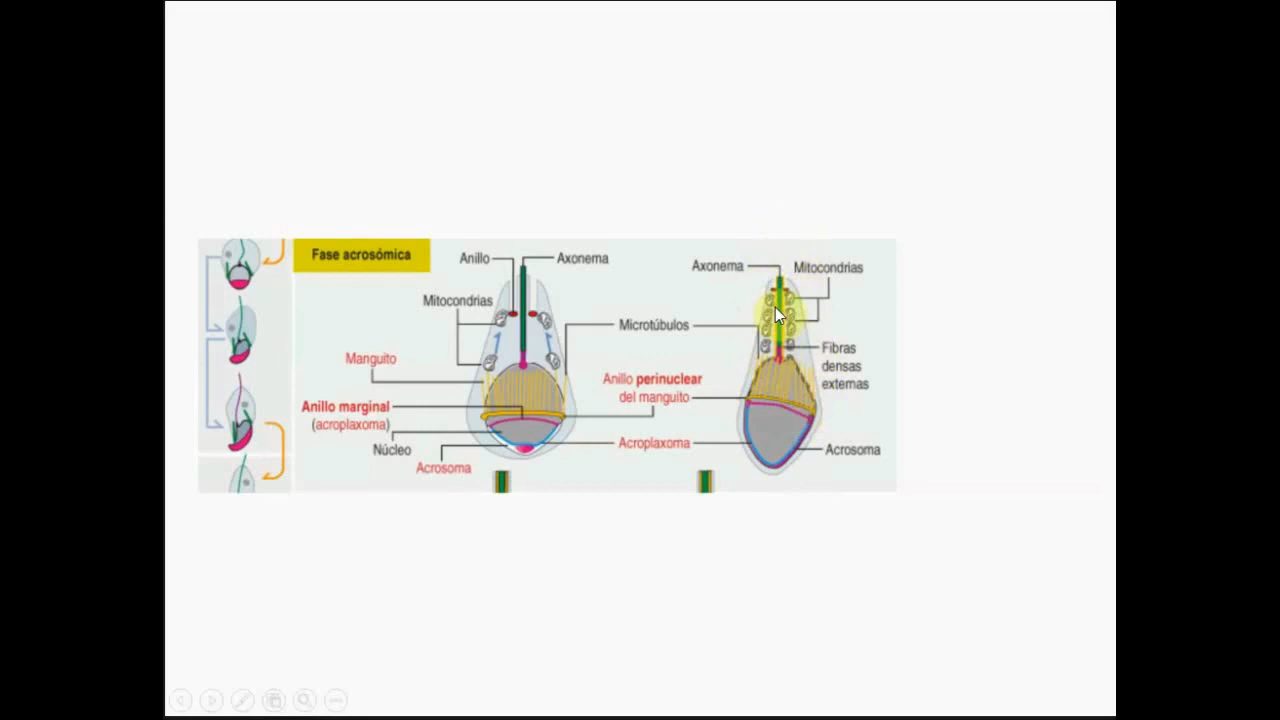 Fase acrosómica
Anillo
Axonema
Mitocondrias
Manguito
Anillo marginal
(acroplaxoma)
Núcleo
Acrosoma
Microtúbulos
Anillo perinuclear
del manguito
Acroplaxoma
Axonema
Mitocondrias
Fibras
densas
externas
Acrosoma